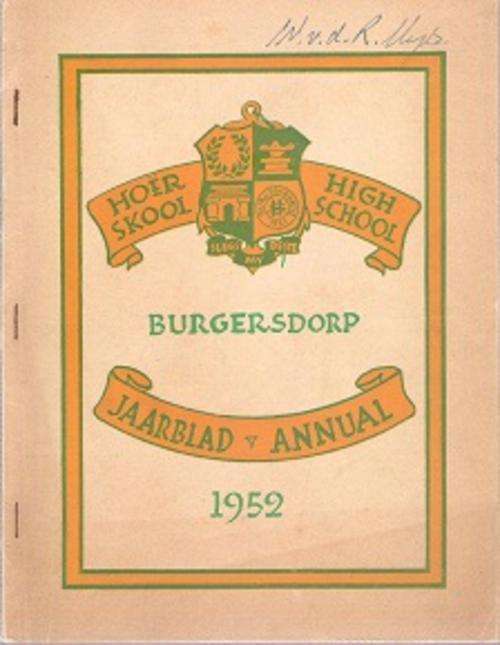 W.v.d.R.
HOËR
SKOOL
HIGH
SCHOOL
BURGERSDORP
JAARBLAD ▿ ANNUAL
1952